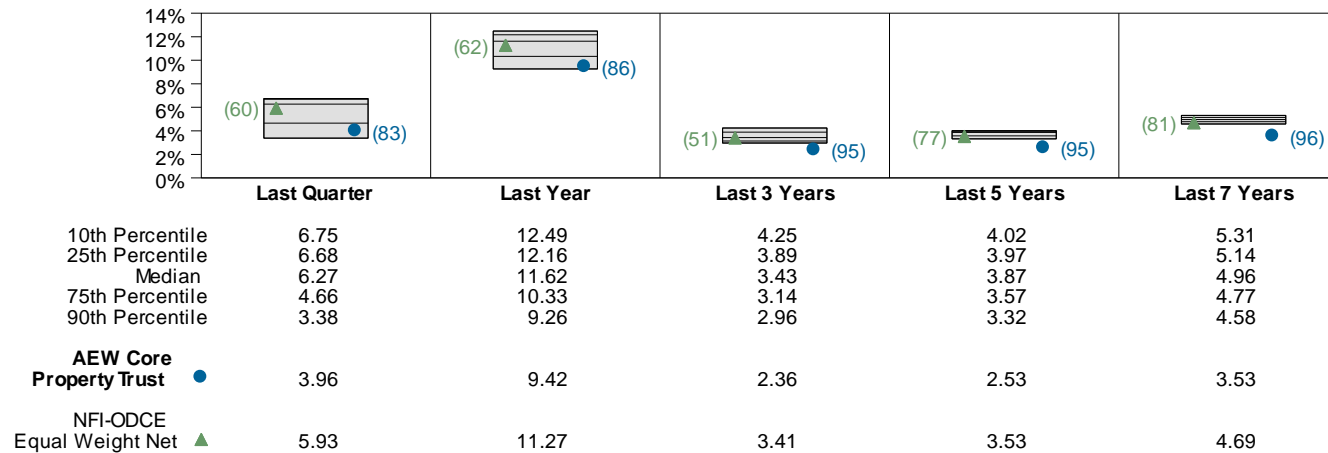 14%
12%
10%
8%
6%
4%
2%
0%
(60)
(83)
(62)
(86)
(51)
(95)
(77)
(95)
(81)
(96)
Last Quarter Last Year Last 3 Years Last 5 Years Last 7 Years
10th Percentile 6.75 12.49 4.25 4.02 5.31
25th Percentile 6.68 12.16 3.89 3.97 5.14
Median 6.27 11.62 3.43 3.87 4.96
75th Percentile 4.66 10.33 3.14 3.57 4.77
90th Percentile 3.38 9.26 2.96 3.32 4.58
AEW Core
Property Trust 3.96 9.42 2.36 2.53 3.53
NFI-ODCE
Equal Weight Net 5.93 11.27 3.41 3.53 4.69